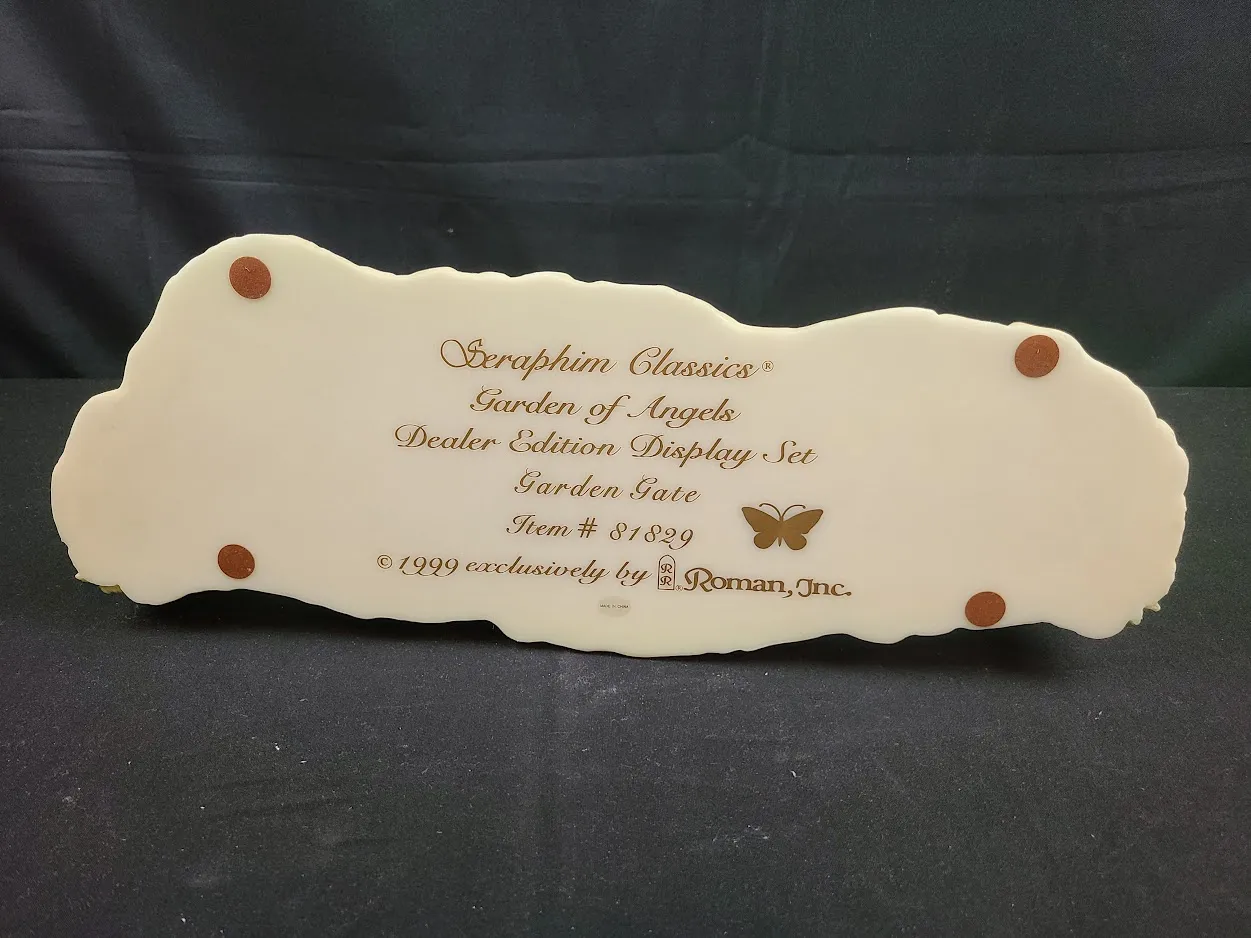 Seraphim Classics®
Garden of Angels
Dealer Edition Display Set
Garden Gate
Item # 81829
© 1999 exclusively by RR® Roman, Inc.
MADE IN CHINA